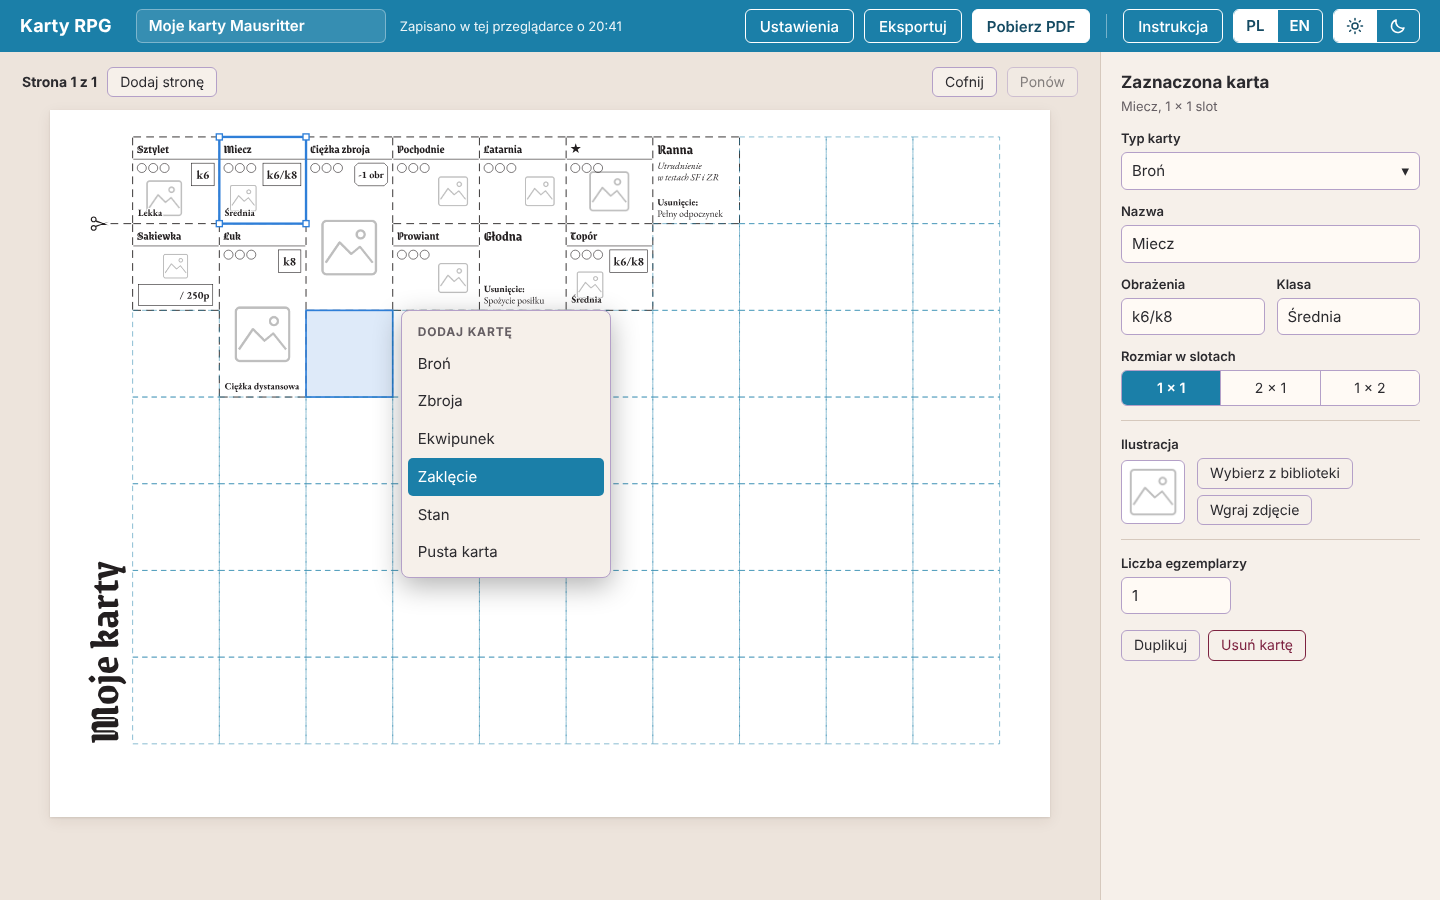 Karty RPG
Moje karty Mausritter
Zapisano w tej przeglądarce o 20:41
Ustawienia
Eksportuj
Pobierz PDF
Instrukcja
PL
EN
Strona 1 z 1
Dodaj stronę
Cofnij
Ponów
Sztylet
k6
Lekka
Miecz
k6/k8
Średnia
Ciężka zbroja
-1 obr
Pochodnie
Latarnia
★
Ranna
Utrudnienie
w testach SF i ZR
Usunięcie:
Pełny odpoczynek
Sakiewka
/ 250p
Łuk
k8
Ciężka dystansowa
Prowiant
Głodna
Usunięcie:
Spożycie posiłku
Topór
k6/k8
Średnia
DODAJ KARTĘ
Broń
Zbroja
Ekwipunek
Zaklęcie
Stan
Pusta karta
Moje karty
Zaznaczona karta
Miecz, 1 × 1 slot
Typ karty
Broń
Nazwa
Miecz
Obrażenia
Klasa
k6/k8
Średnia
Rozmiar w slotach
1 × 1
2 × 1
1 × 2
Ilustracja
Wybierz z biblioteki
Wgraj zdjęcie
Liczba egzemplarzy
1
Duplikuj
Usuń kartę